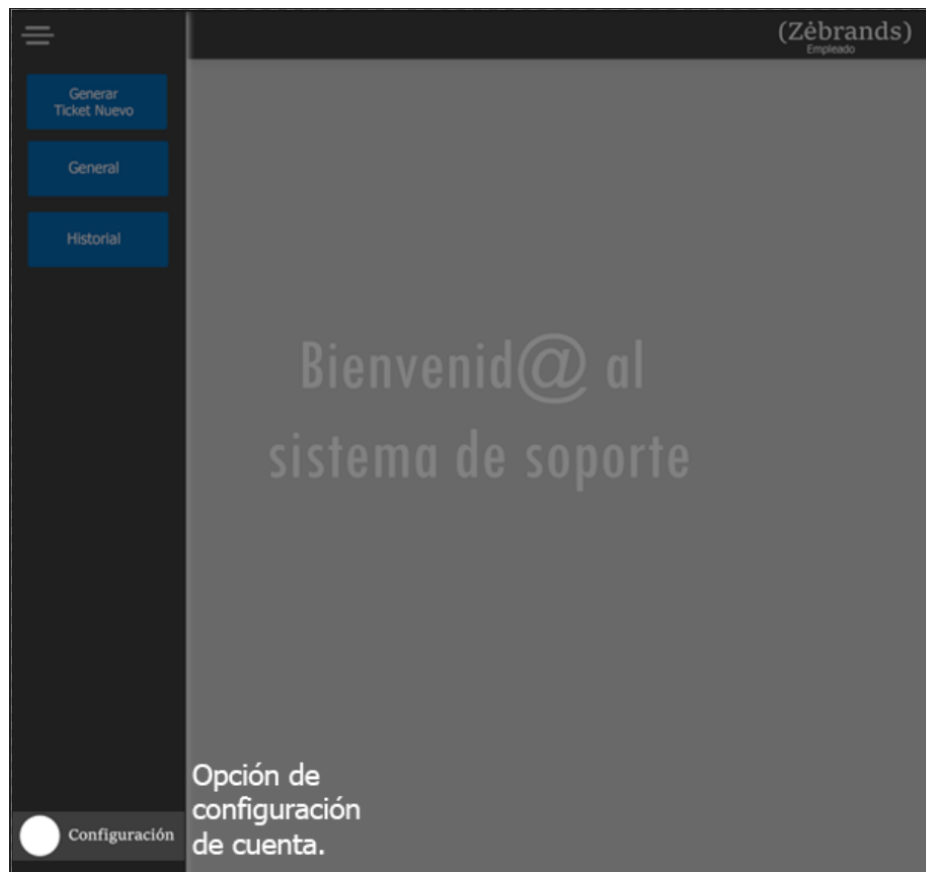 (Zėbrands)
Empleado
Generar
Ticket Nuevo
General
Historial
Bienvenid@ al
sistema de soporte
Opción de
configuración
de cuenta.
Configuración